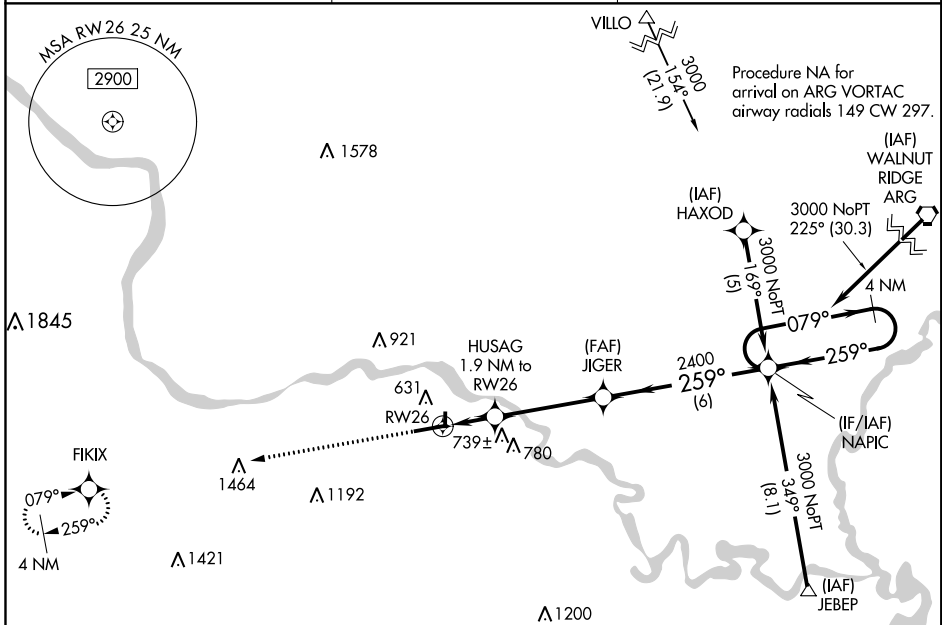 MSA RW26 25 NM
2900
VILLO
3000
154°
(21.9)
Procedure NA for
arrival on ARG VORTAC
airway radials 149 CW 297.
1578
(IAF)
WALNUT
RIDGE
ARG
(IAF)
HAXOD
3000 NoPT
225° (30.3)
3000 NoPT
169°
(5)
4 NM
079°
259°
1845
921
HUSAG
1.9 NM to
RW26
(FAF)
JIGER
2400
259°
(6)
631
RW26
739±
780
(IF/IAF)
NAPIC
FIKIX
079°
259°
4 NM
1464
1192
1421
3000 NoPT
349°
(8.1)
(IAF)
JEBEP
1200